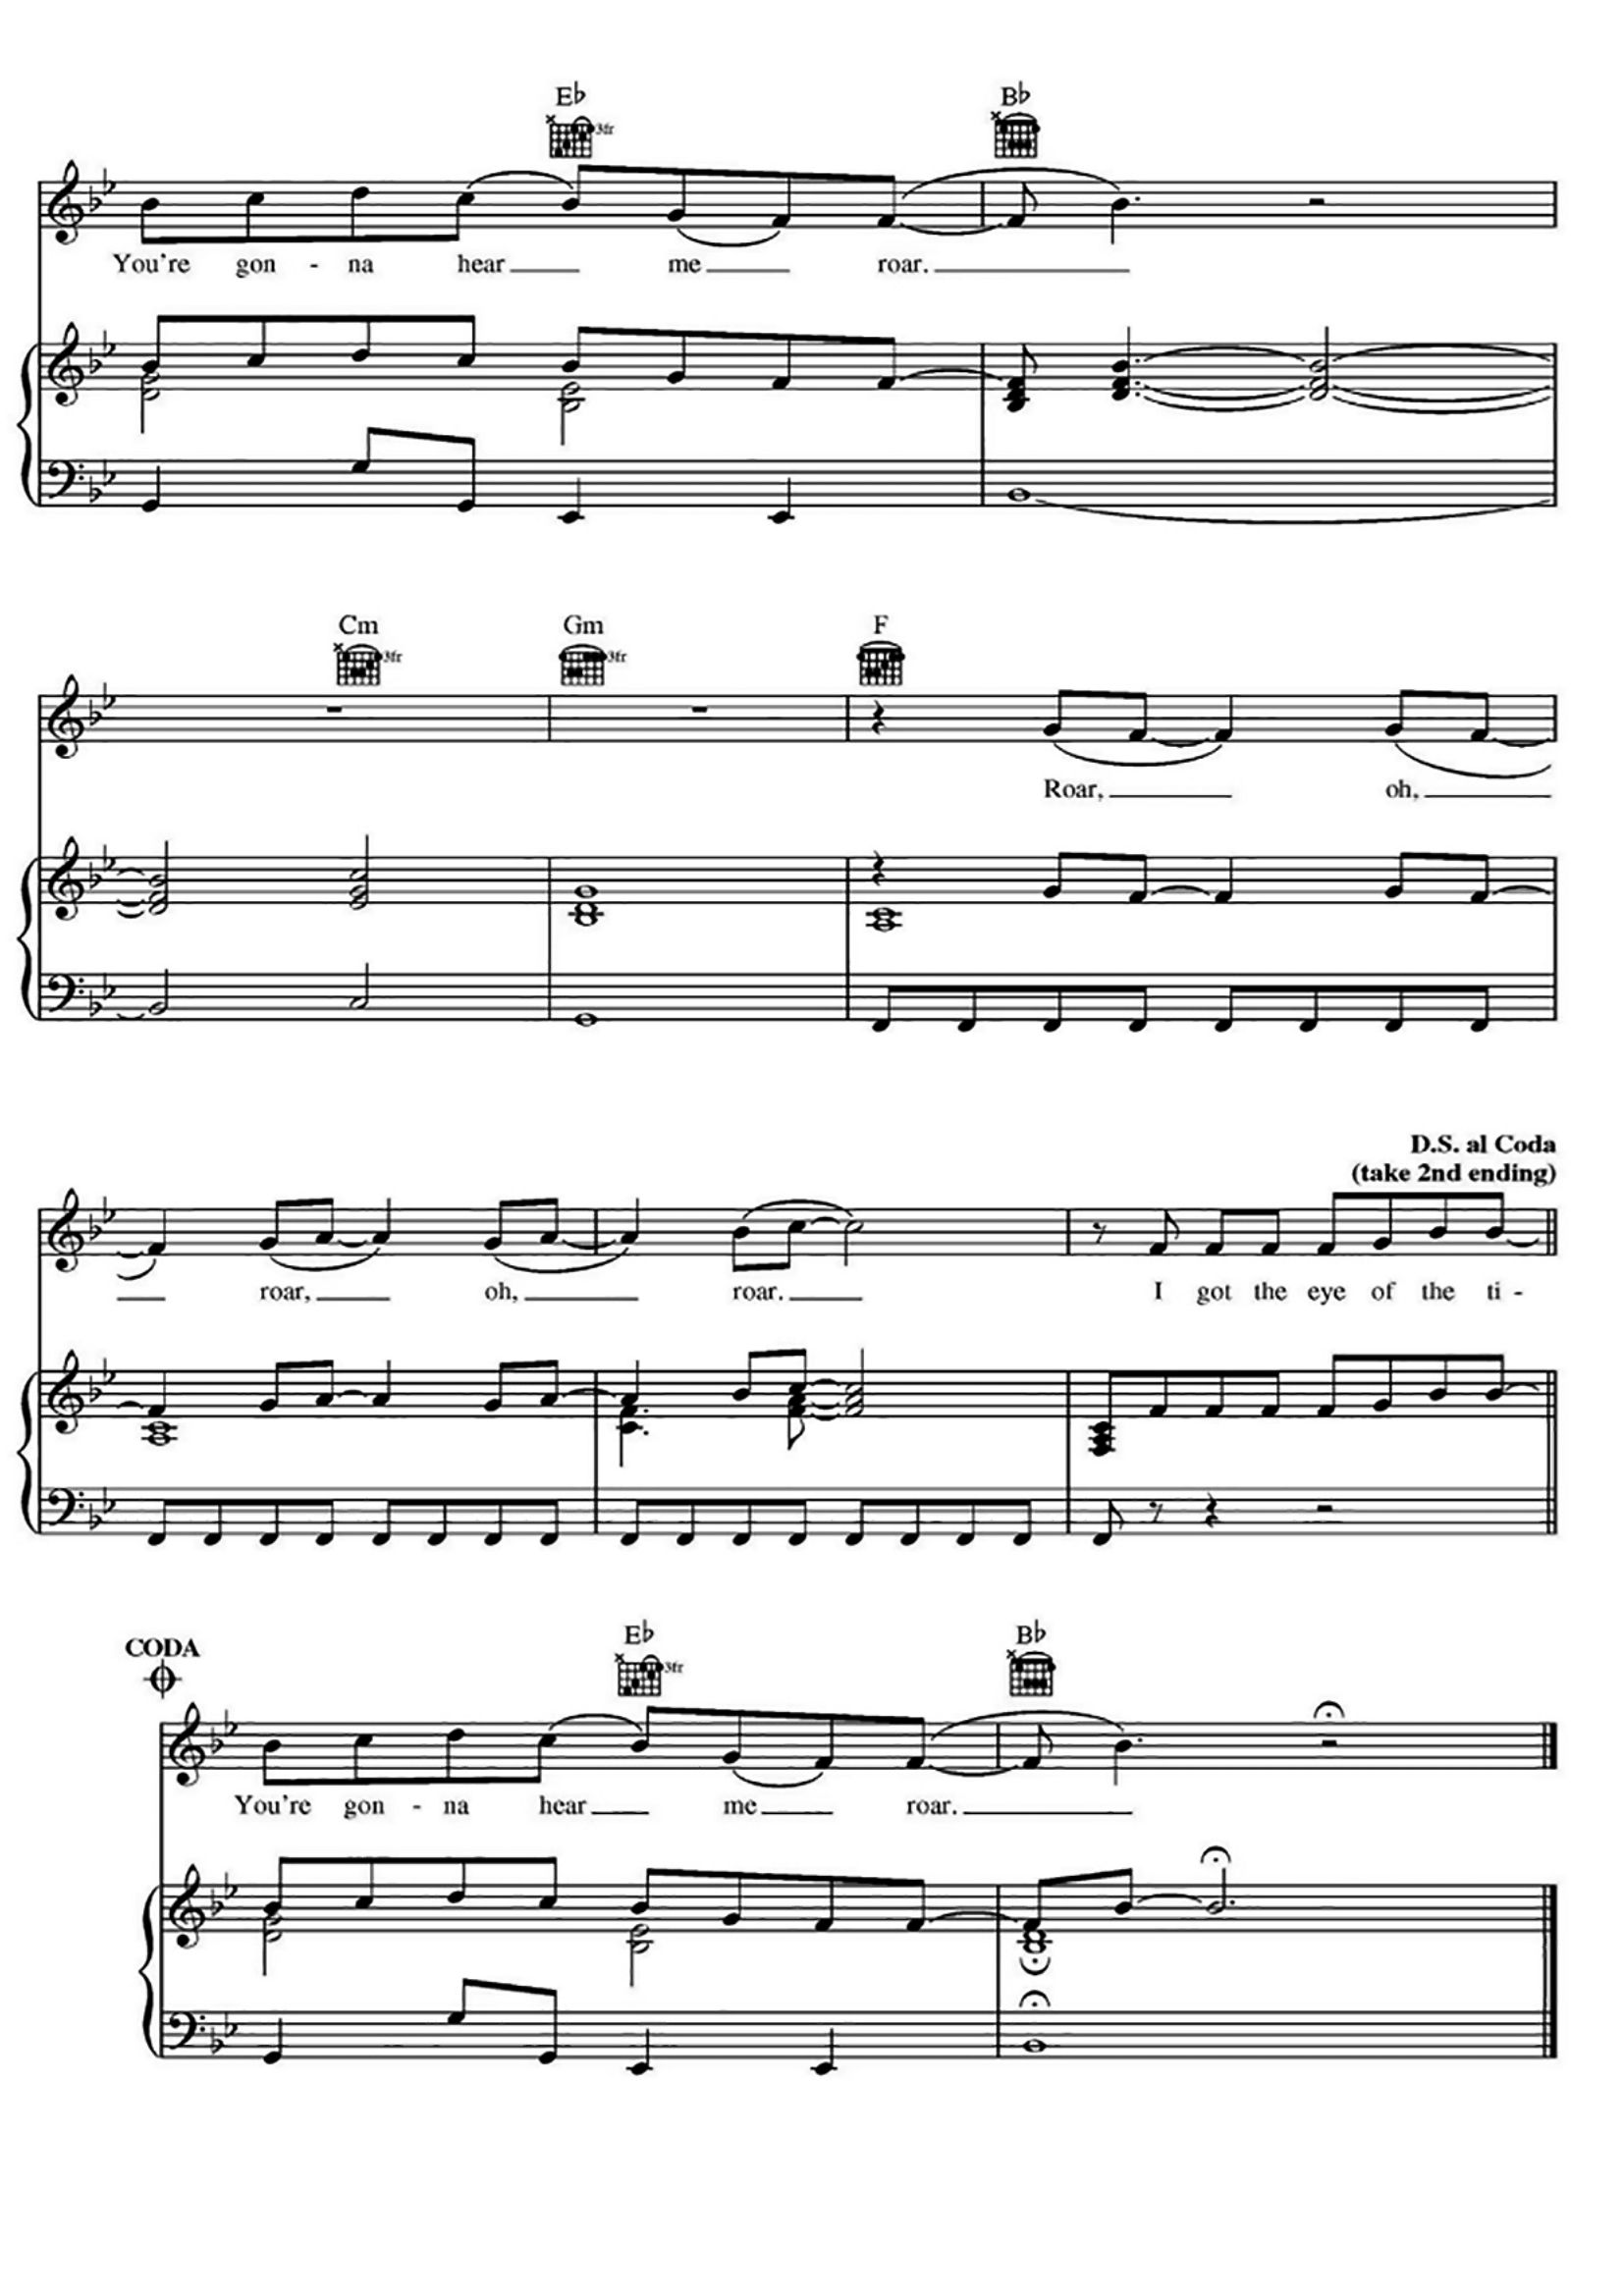 E♭ B♭
3fr
You're gon - na hear me roar.
Cm Gm F
3fr 3fr
Roar, oh,
D.S. al Coda
(take 2nd ending)
roar, oh, roar. I got the eye of the ti -
CODA E♭ B♭
3fr
You're gon - na hear me roar.